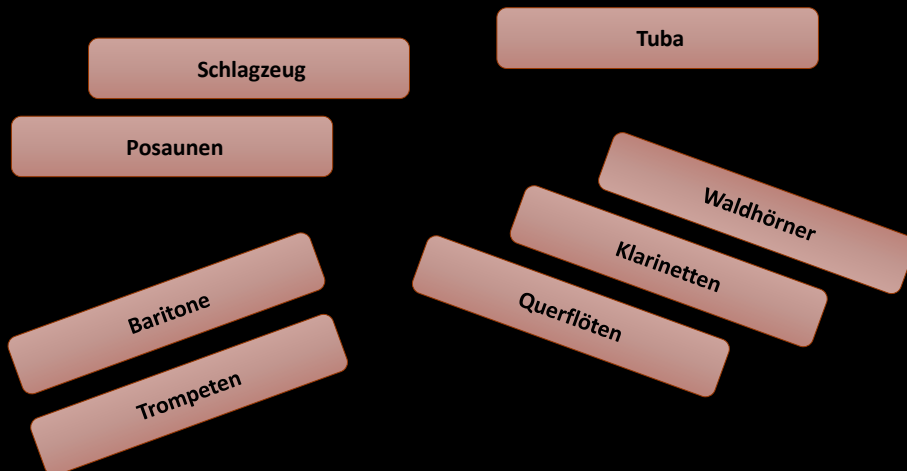 Tuba
Schlagzeug
Posaunen
Waldhörner
Klarinetten
Querflöten
Baritone
Trompeten